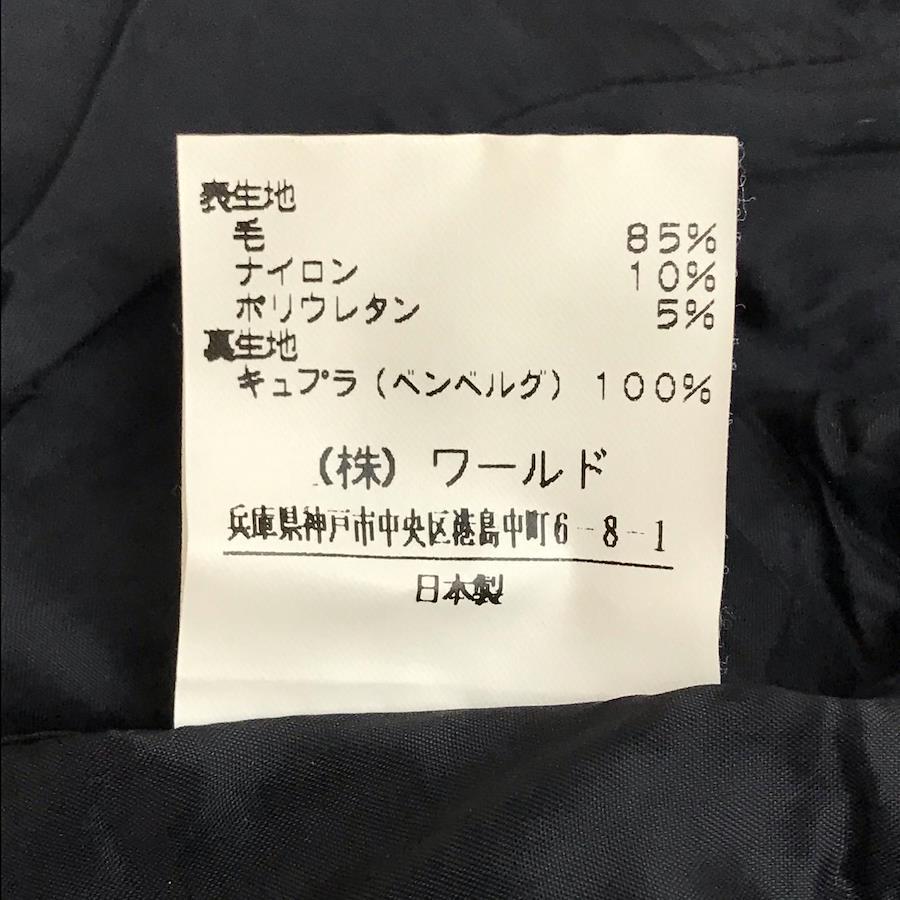 表生地
毛 85%
ナイロン 10%
ポリウレタン 5%
裏生地
キュプラ(ベンベルグ) 100%
(株) ワールド
兵庫県神戸市中央区港島中町6-8-1
日本製